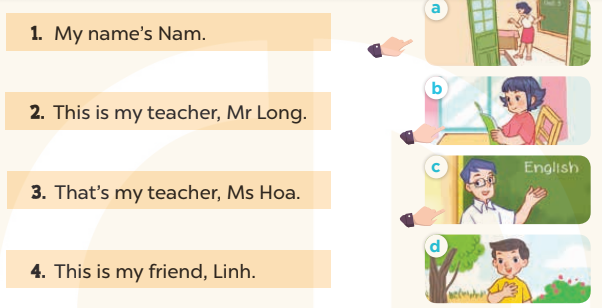 1. My name's Nam.
a
2. This is my teacher, Mr Long.
b
3. That's my teacher, Ms Hoa.
c
English
4. This is my friend, Linh.
d